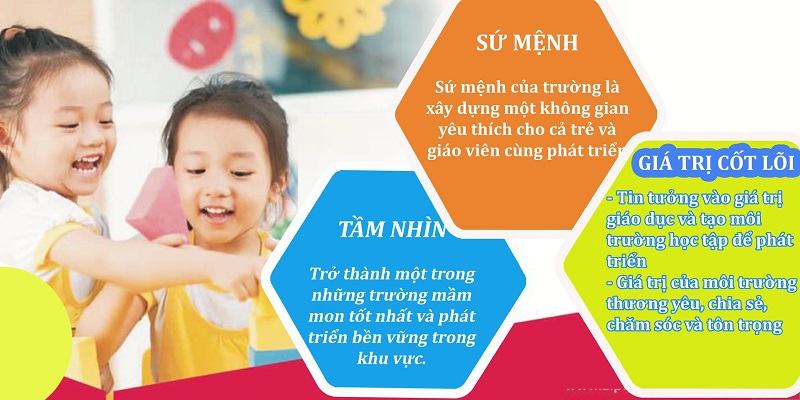 SỨ MỆNH
Sứ mệnh của trường là
xây dựng một không gian
yêu thích cho cả trẻ và
giáo viên cùng phát triển
TẦM NHÌN
Trở thành một trong
những trường mầm
mon tốt nhất và phát
triển bền vững trong
khu vực.
GIÁ TRỊ CỐT LÕI
- Tin tưởng vào giá trị
giáo dục và tạo môi
trường học tập để phát
triển
- Giá trị của môi trường
thương yêu, chia sẻ,
chăm sóc và tôn trọng